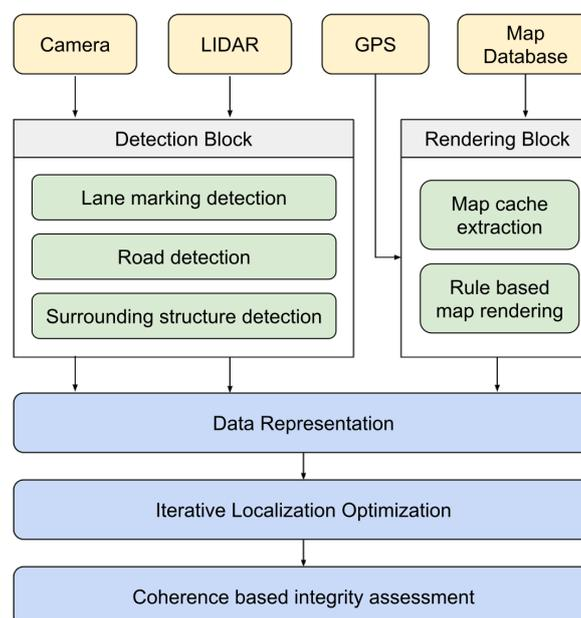 Camera
LIDAR
GPS
Map
Database
Detection Block
Rendering Block
Lane marking detection
Road detection
Surrounding structure detection
Map cache
extraction
Rule based
map rendering
Data Representation
Iterative Localization Optimization
Coherence based integrity assessment